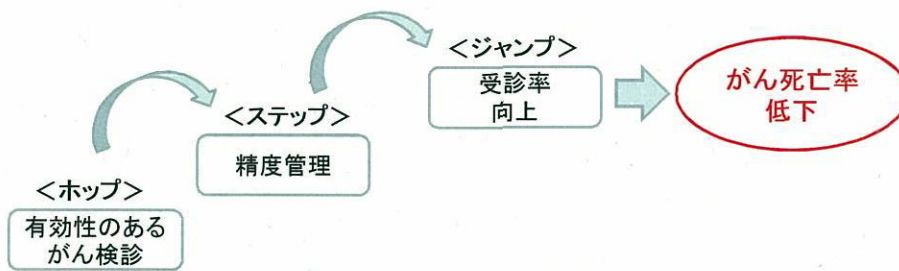 ＜ホップ＞
有効性のある
がん検診
＜ステップ＞
精度管理
＜ジャンプ＞
受診率
向上
がん死亡率
低下